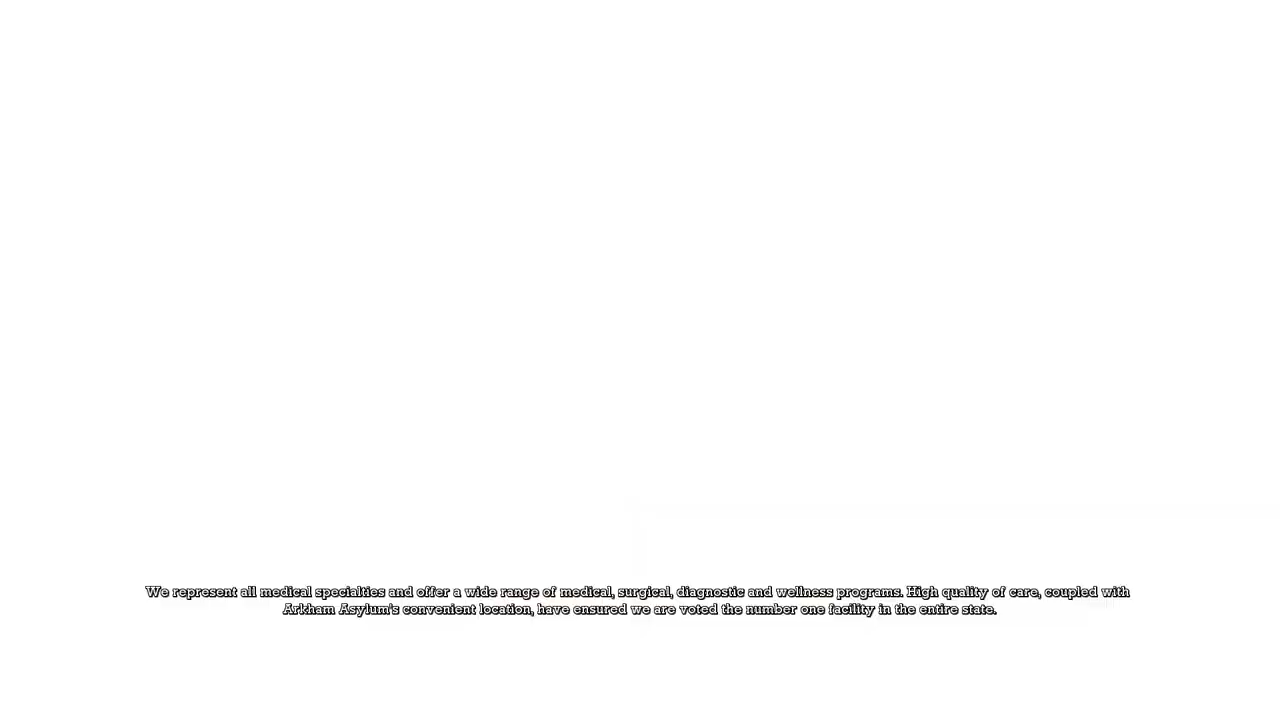 We represent all medical specialties and offer a wide range of medical, surgical, diagnostic and wellness programs. High quality of care, coupled with
Arkham Asylum's convenient location, have ensured we are voted the number one facility in the entire state.